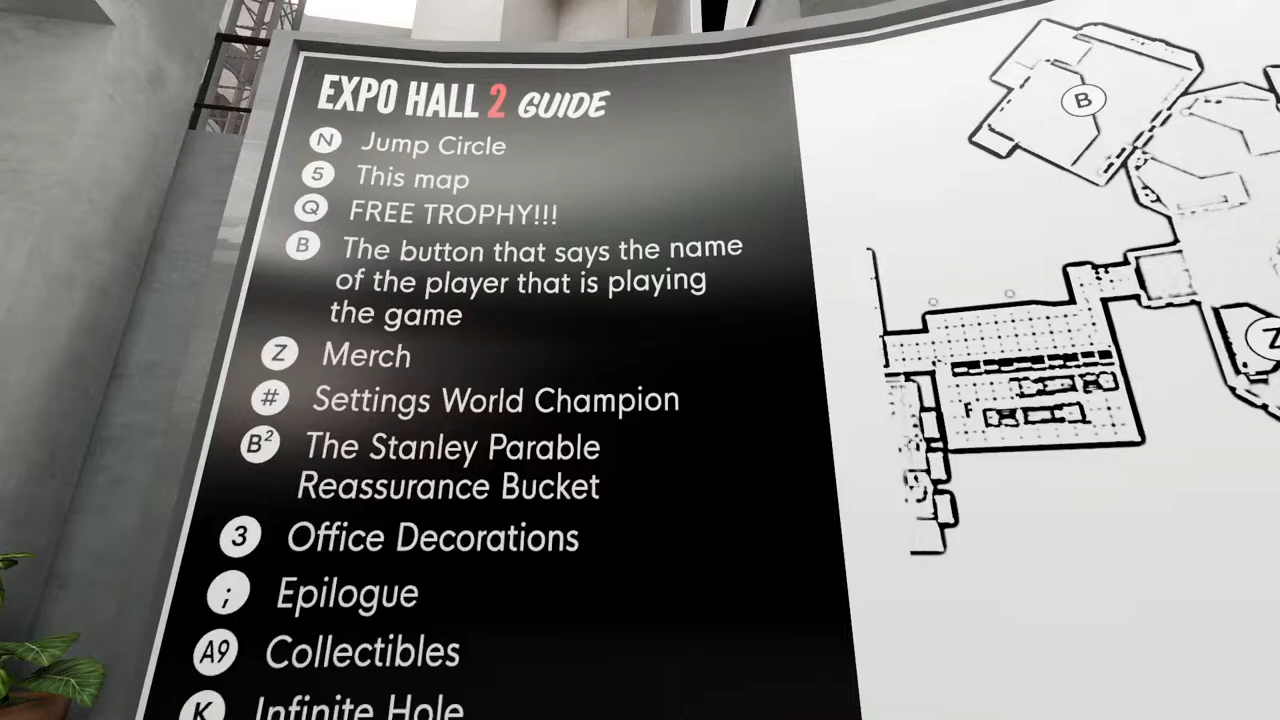 EXPO HALL 2 GUIDE
N Jump Circle
5 This map
Q FREE TROPHY!!!
B The button that says the name
of the player that is playing
the game
Z Merch
# Settings World Champion
B² The Stanley Parable
Reassurance Bucket
3 Office Decorations
; Epilogue
A9 Collectibles
K Infinite Hole
B
Z